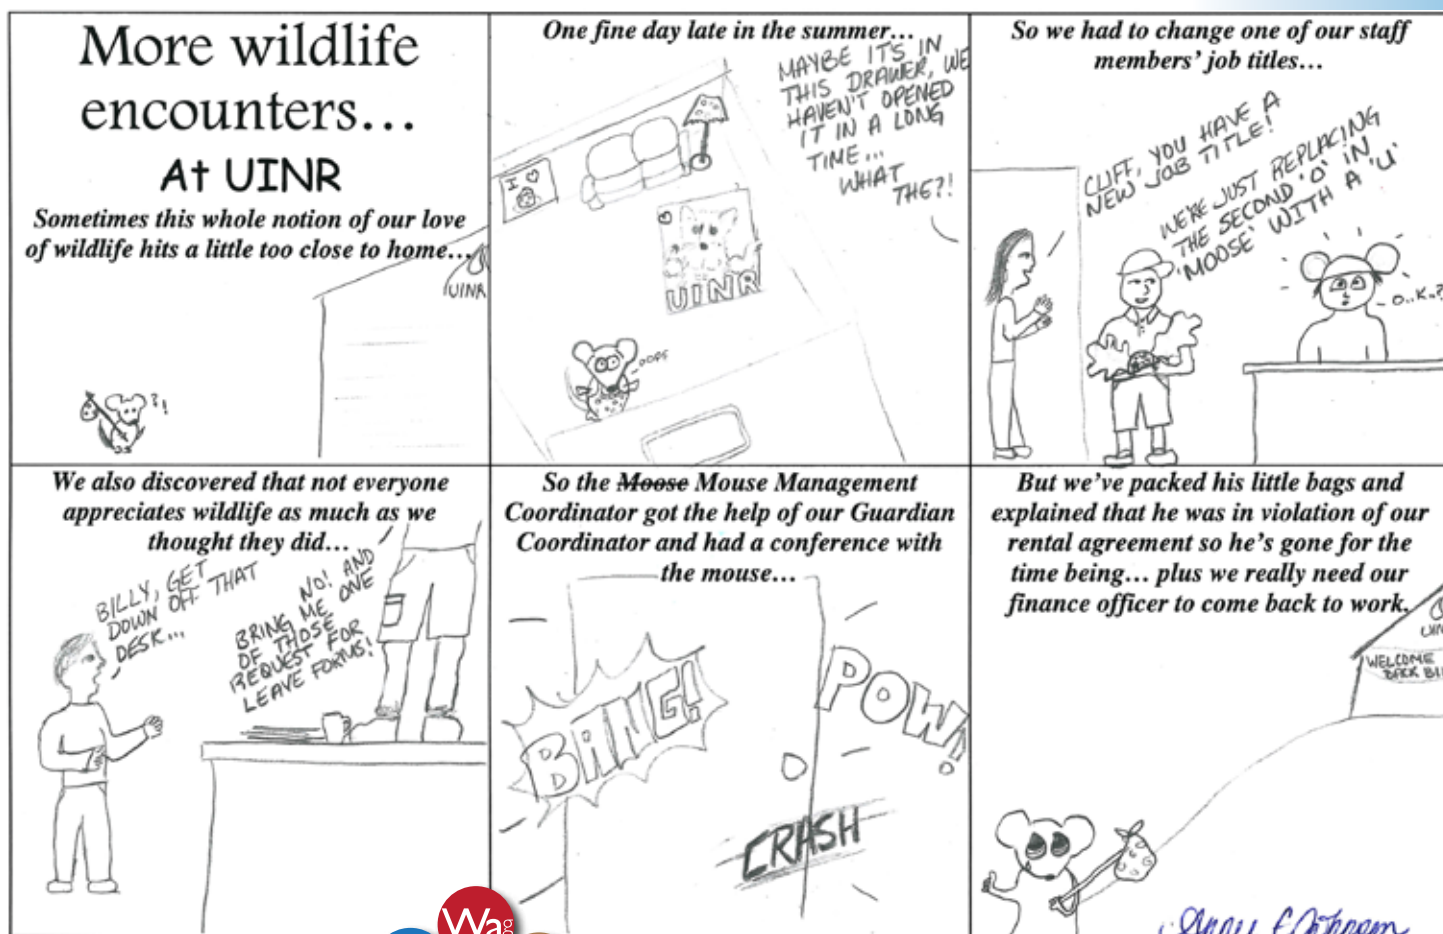 More wildlife
encounters...
At UINR
Sometimes this whole notion of our love
of wildlife hits a little too close to home...
UINR
?!
One fine day late in the summer...
MAYBE IT'S IN
THIS DRAWER, WE
HAVEN'T OPENED
IT IN A LONG
TIME...
WHAT
THE?!
I ♡
UINR
OOPS
So we had to change one of our staff
members' job titles...
CLIFF, YOU HAVE A
NEW JOB TITLE!
WE'RE JUST REPLACING
THE SECOND 'O' IN
'MOOSE' WITH A 'U'
O..K..?
We also discovered that not everyone
appreciates wildlife as much as we
thought they did...
BILLY, GET
DOWN OFF THAT
DESK...
NO! AND
BRING ME ONE
OF THOSE
REQUEST FOR
LEAVE FORMS!
So the Moose Mouse Management
Coordinator got the help of our Guardian
Coordinator and had a conference with
the mouse...
BANG!
POW!
CRASH
But we've packed his little bags and
explained that he was in violation of our
rental agreement so he's gone for the
time being... plus we really need our
finance officer to come back to work.
WELCOME
BACK BI
Wag